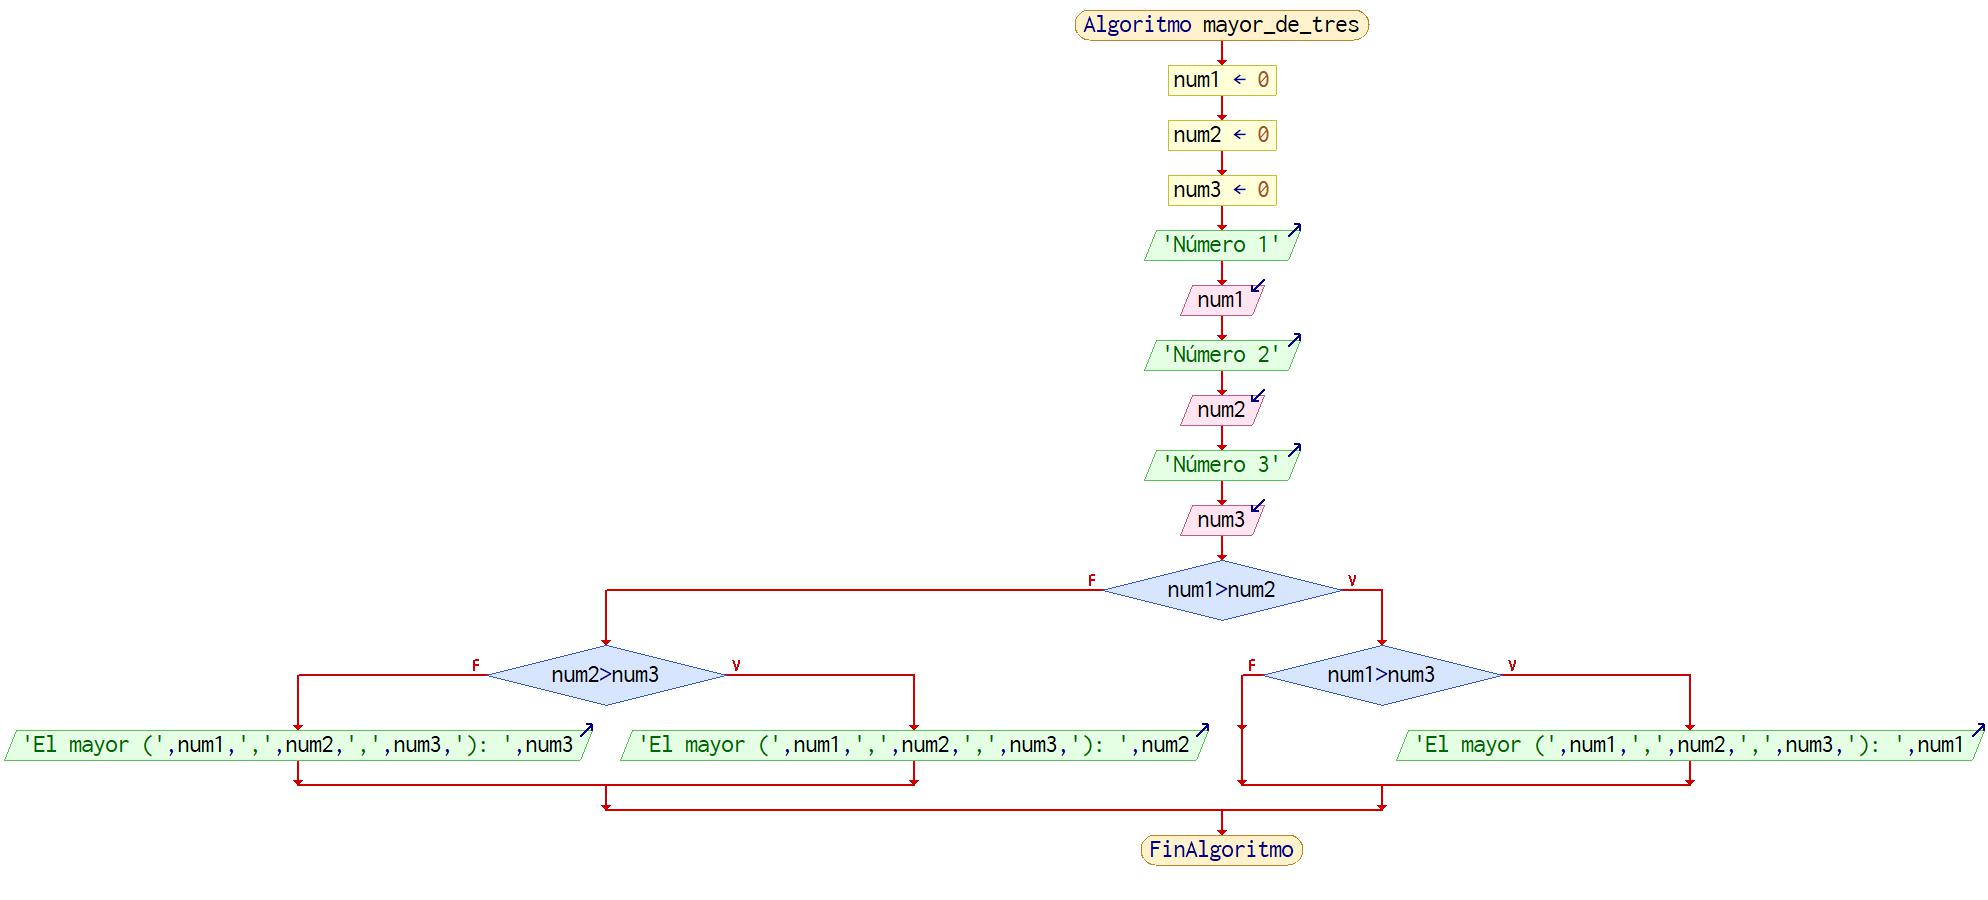 Algoritmo mayor_de_tres
num1 ← 0
num2 ← 0
num3 ← 0
'Número 1'
num1
'Número 2'
num2
'Número 3'
num3
F
num1>num2
V
F
num2>num3
V
F
num1>num3
V
'El mayor (',num1,',',num2,',',num3,'): ',num3
'El mayor (',num1,',',num2,',',num3,'): ',num2
'El mayor (',num1,',',num2,',',num3,'): ',num1
FinAlgoritmo